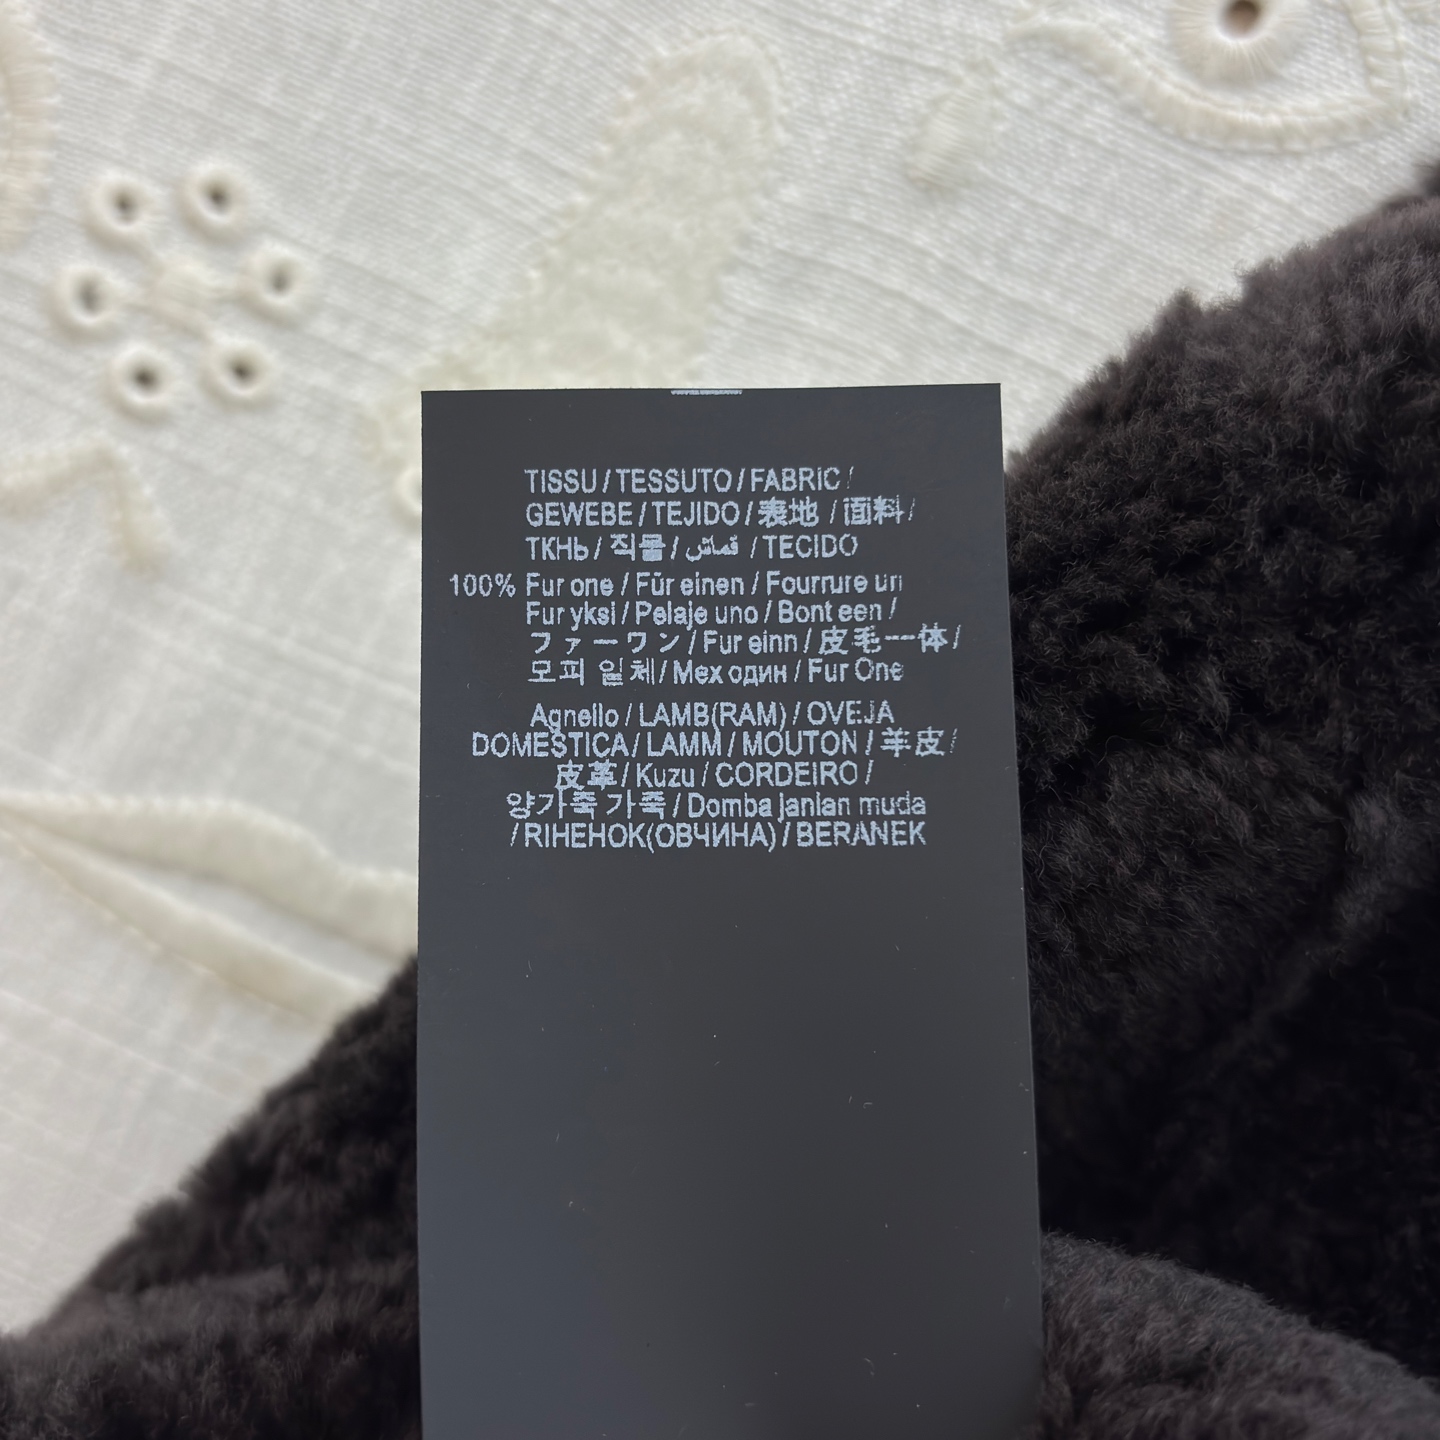 TISSU / TESSUTO / FABRIC /
GEWEBE / TEJIDO / 表地 / 面料 /
ТКНЬ / 직물 / قماش / TECIDO
100% Fur one / Für einen / Fourrure un
Fur yksi / Pelaje uno / Bont een /
ファーワン / Fur einn / 皮毛一体 /
모피 일체 / Мех один / Fur One
Agnello / LAMB(RAM) / OVEJA
DOMESTICA / LAMM / MOUTON / 羊皮 /
皮革 / Kuzu / CORDEIRO /
양가죽 가죽 / Domba jantan muda
/ RIHEHOK(ОВЧИНА) / BERANEK